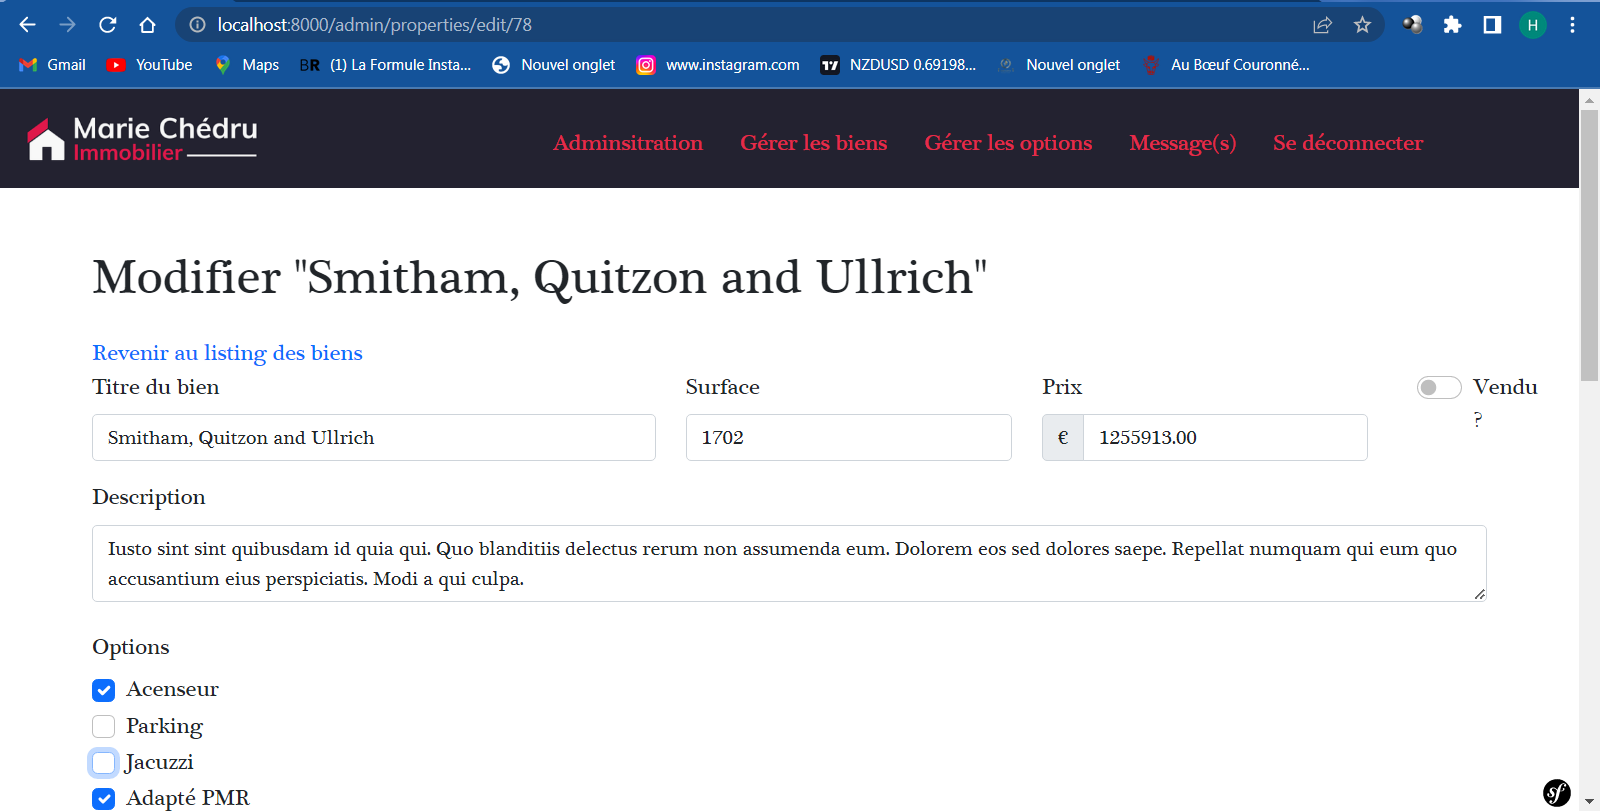 localhost:8000/admin/properties/edit/78
H
Gmail YouTube Maps BR (1) La Formule Insta... Nouvel onglet www.instagram.com NZDUSD 0.69198... Nouvel onglet Au Bœuf Couronné...
Marie Chédru
Immobilier
Adminsitration Gérer les biens Gérer les options Message(s) Se déconnecter
Modifier "Smitham, Quitzon and Ullrich"
Revenir au listing des biens
Titre du bien Surface Prix Vendu
?
Smitham, Quitzon and Ullrich 1702 € 1255913.00
Description
Iusto sint sint quibusdam id quia qui. Quo blanditiis delectus rerum non assumenda eum. Dolorem eos sed dolores saepe. Repellat numquam qui eum quo
accusantium eius perspiciatis. Modi a qui culpa.
Options
Acenseur
Parking
Jacuzzi
Adapté PMR
sf